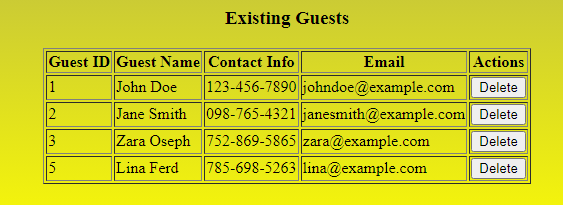 Existing Guests
Guest ID Guest Name Contact Info Email Actions
1 John Doe 123-456-7890 johndoe@example.com Delete
2 Jane Smith 098-765-4321 janesmith@example.com Delete
3 Zara Oseph 752-869-5865 zara@example.com Delete
5 Lina Ferd 785-698-5263 lina@example.com Delete